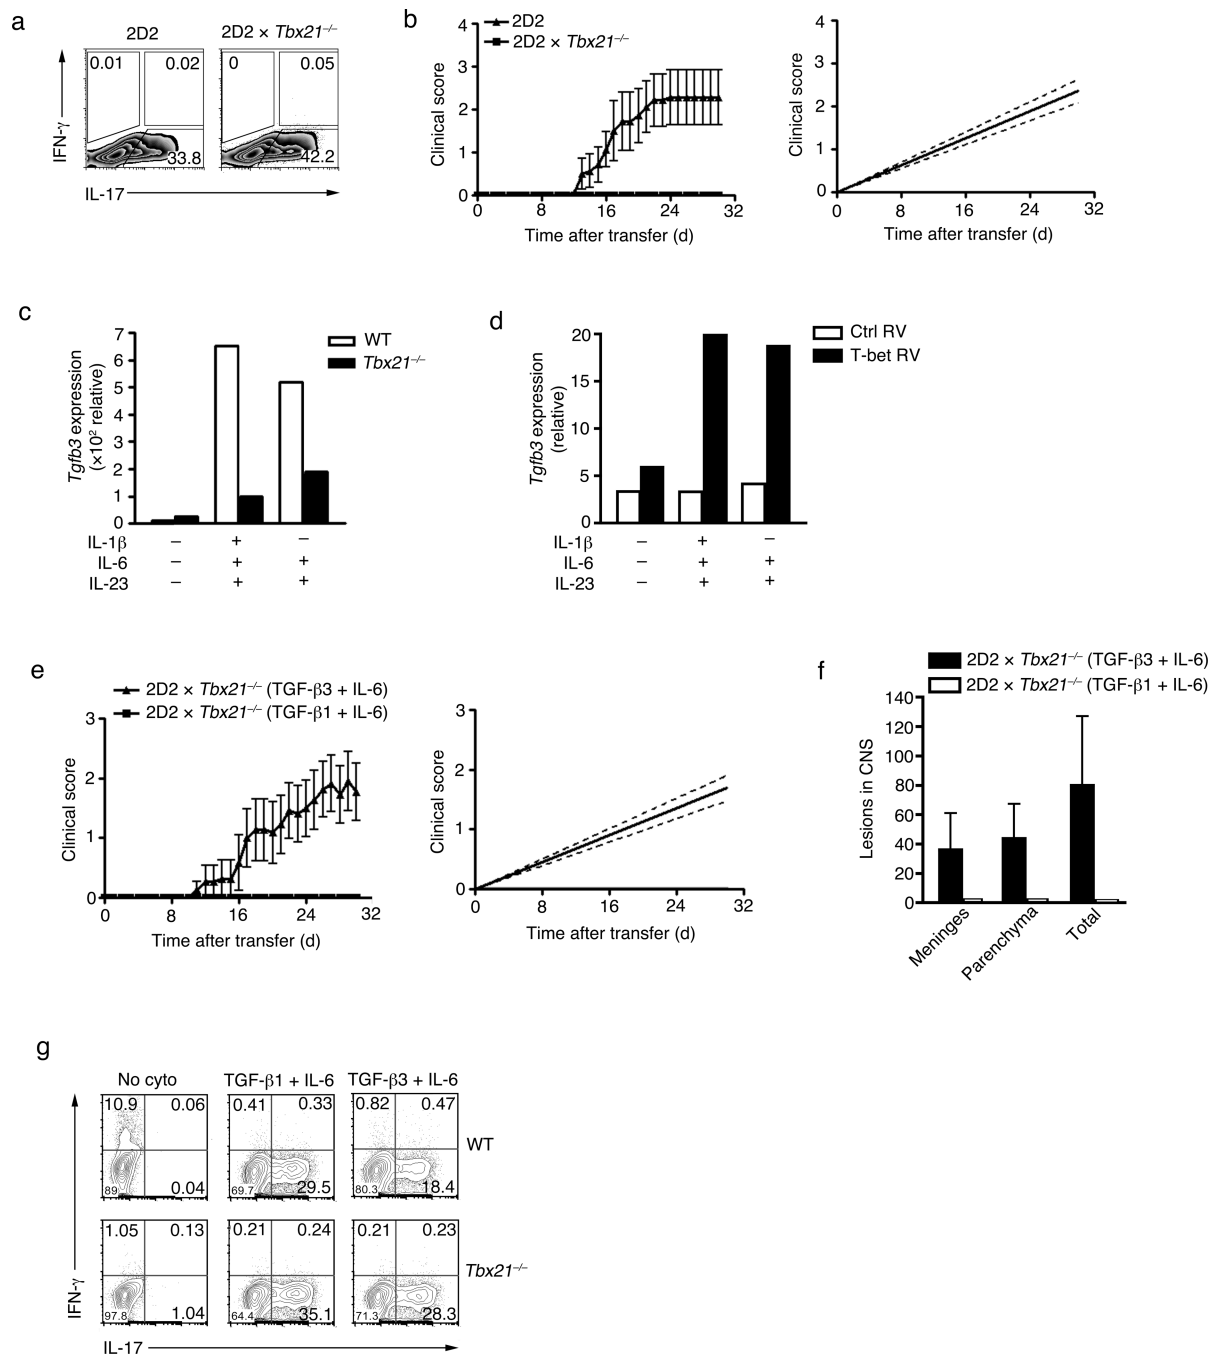 a
2D2
2D2 × Tbx21–/–
0.01
0.02
0
0.05
33.8
42.2
IFN-γ
IL-17
b
2D2
2D2 × Tbx21–/–
4
3
2
1
0
Clinical score
0 8 16 24 32
Time after transfer (d)
4
3
2
1
0
Clinical score
0 8 16 24 32
Time after transfer (d)
c
WT
Tbx21–/–
7
6
5
4
3
2
1
0
Tgfb3 expression
(×10² relative)
IL-1β – + –
IL-6 – + +
IL-23 – + +
d
Ctrl RV
T-bet RV
20
15
10
5
0
Tgfb3 expression
(relative)
IL-1β – + –
IL-6 – + +
IL-23 – + +
e
2D2 × Tbx21–/– (TGF-β3 + IL-6)
2D2 × Tbx21–/– (TGF-β1 + IL-6)
3
2
1
0
Clinical score
0 8 16 24 32
Time after transfer (d)
3
2
1
0
Clinical score
0 8 16 24 32
Time after transfer (d)
f
2D2 × Tbx21–/– (TGF-β3 + IL-6)
2D2 × Tbx21–/– (TGF-β1 + IL-6)
140
120
100
80
60
40
20
0
Lesions in CNS
Meninges
Parenchyma
Total
g
No cyto
TGF-β1 + IL-6
TGF-β3 + IL-6
10.9 0.06
89 0.04
0.41 0.33
69.7 29.5
0.82 0.47
80.3 18.4
WT
1.05 0.13
97.8 1.04
0.21 0.24
64.4 35.1
0.21 0.23
71.3 28.3
Tbx21–/–
IFN-γ
IL-17